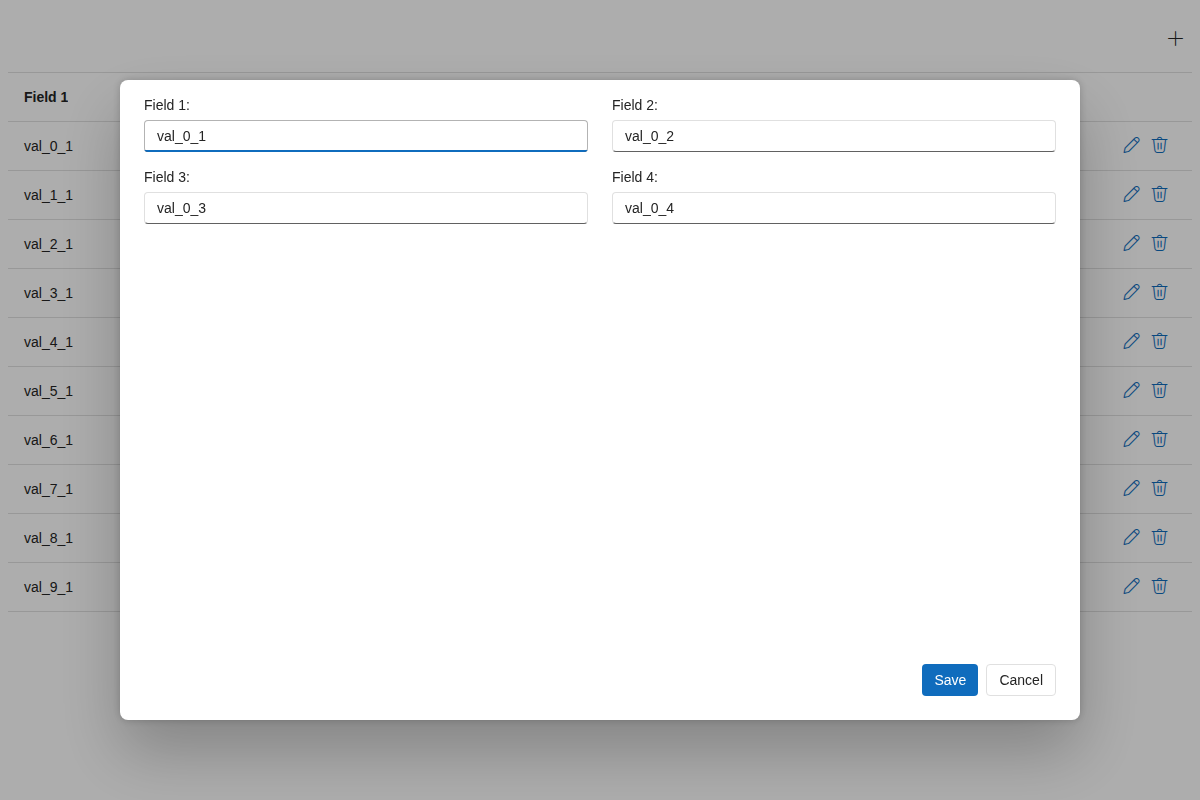 Field 1
val_0_1
val_1_1
val_2_1
val_3_1
val_4_1
val_5_1
val_6_1
val_7_1
val_8_1
val_9_1
Field 1:
val_0_1
Field 2:
val_0_2
Field 3:
val_0_3
Field 4:
val_0_4
Save
Cancel